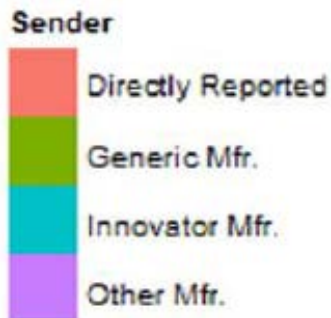 Sender
Directly Reported
Generic Mfr.
Innovator Mfr.
Other Mfr.